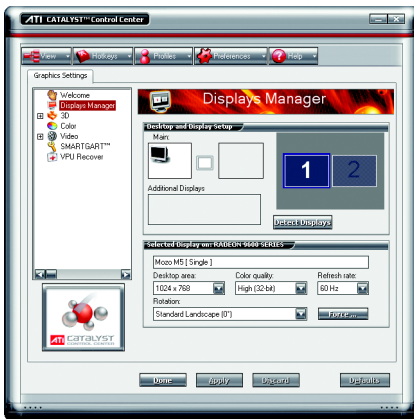 ATI CATALYST™ Control Center
View
Hotkeys
Profiles
Preferences
Help
Graphics Settings
Welcome
Displays Manager
3D
Color
Video
SMARTGART™
VPU Recover
Displays Manager
Desktop and Display Setup
Main:
Additional Displays
1
2
Detect Displays
Selected Display on: RADEON 9600 SERIES
Mozo M5 [ Single ]
Desktop area:
Color quality:
Refresh rate:
1024 x 768
High (32-bit)
60 Hz
Rotation:
Standard Landscape (0°)
Force ...
ATI CATALYST
CONTROL CENTER
Done
Apply
Discard
Defaults